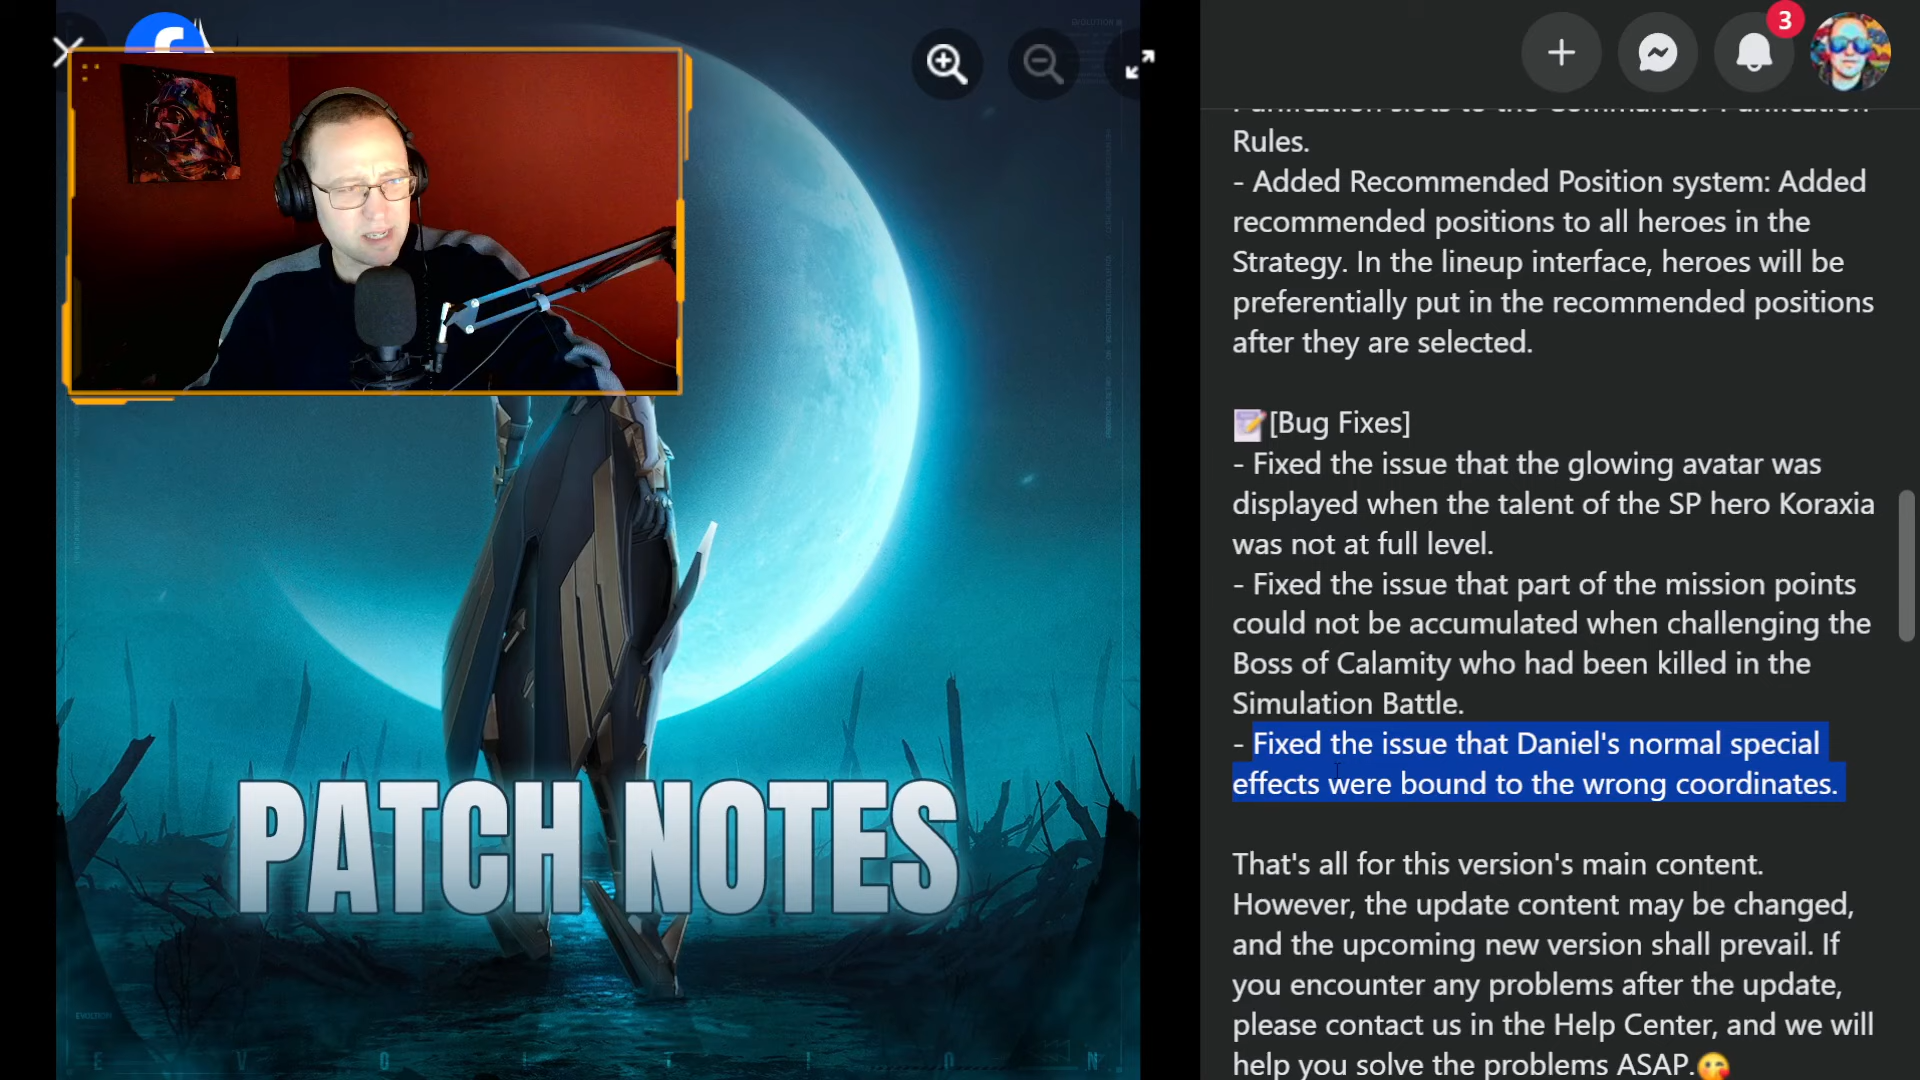 3
Rules.
- Added Recommended Position system: Added
recommended positions to all heroes in the
Strategy. In the lineup interface, heroes will be
preferentially put in the recommended positions
after they are selected.
📝[Bug Fixes]
- Fixed the issue that the glowing avatar was
displayed when the talent of the SP hero Koraxia
was not at full level.
- Fixed the issue that part of the mission points
could not be accumulated when challenging the
Boss of Calamity who had been killed in the
Simulation Battle.
- Fixed the issue that Daniel's normal special
effects were bound to the wrong coordinates.
That's all for this version's main content.
However, the update content may be changed,
and the upcoming new version shall prevail. If
you encounter any problems after the update,
please contact us in the Help Center, and we will
help you solve the problems ASAP.😘
EVOLUTION
PATCH NOTES
EVOLUTION